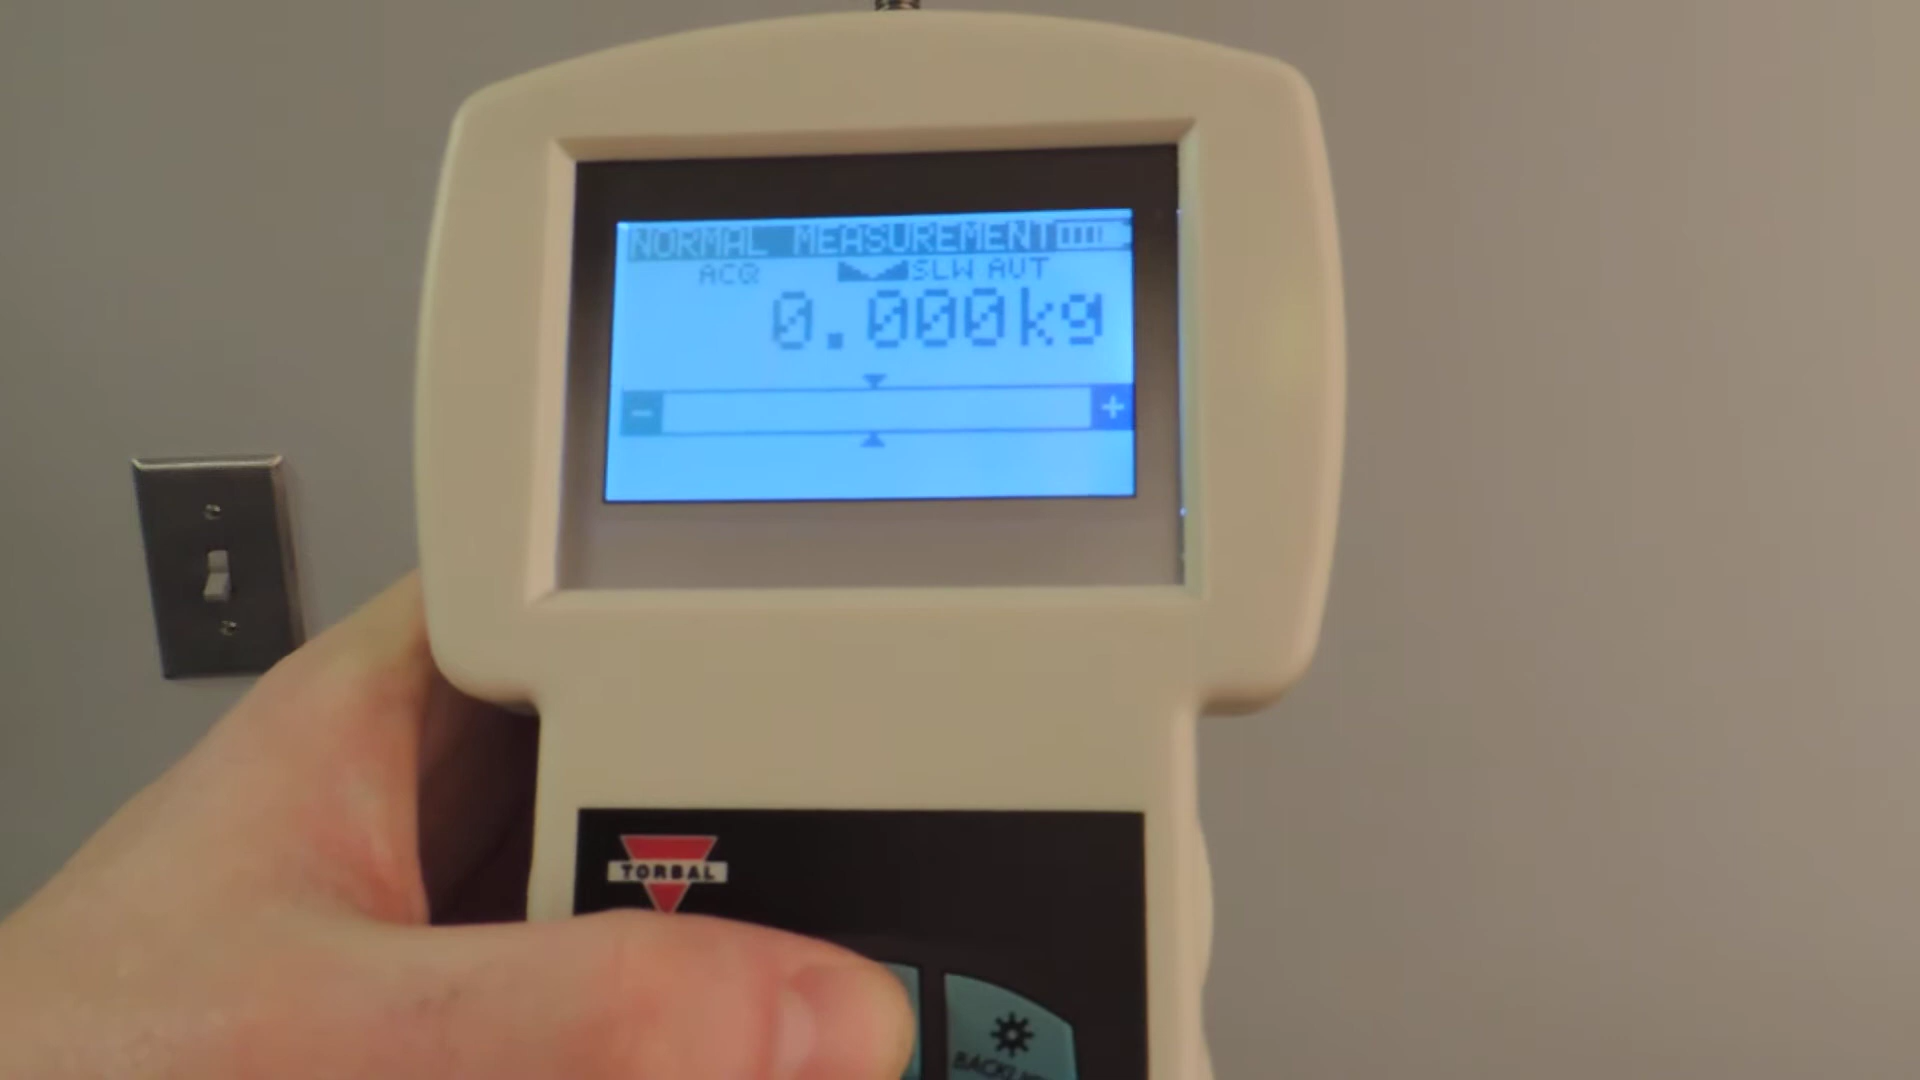 NORMAL MEASUREMENT
ACQ SLW AUT
0.000kg
- +
TORBAL